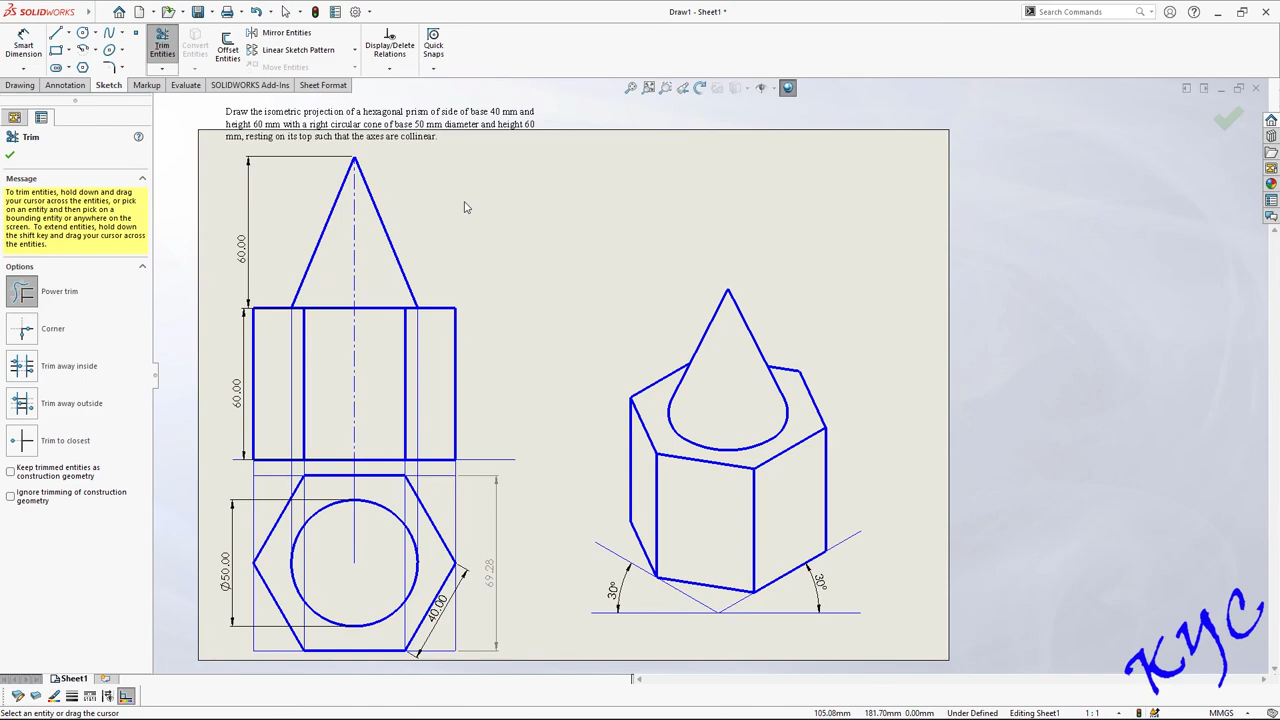 SOLIDWORKS
Draw1 - Sheet1 *
Search Commands
Smart Dimension
Trim Entities
Convert Entities
Offset Entities
Mirror Entities
Linear Sketch Pattern
Move Entities
Display/Delete Relations
Quick Snaps
Drawing
Annotation
Sketch
Markup
Evaluate
SOLIDWORKS Add-Ins
Sheet Format
Trim
Message
To trim entities, hold down and drag
your cursor across the entities, or pick
on an entity and then pick on a
bounding entity or anywhere on the
screen. To extend entities, hold down
the shift key and drag your cursor across
the entities.
Options
Power trim
Corner
Trim away inside
Trim away outside
Trim to closest
Keep trimmed entities as
construction geometry
Ignore trimming of construction
geometry
Draw the isometric projection of a hexagonal prism of side of base 40 mm and
height 60 mm with a right circular cone of base 50 mm diameter and height 60
mm, resting on its top such that the axes are collinear.
60.00
60.00
Ø50.00
40.00
69.28
30°
30°
KYC
Sheet1
Select an entity or drag the cursor
105.08mm
181.70mm
0.00mm
Under Defined
Editing Sheet1
1 : 1
MMGS